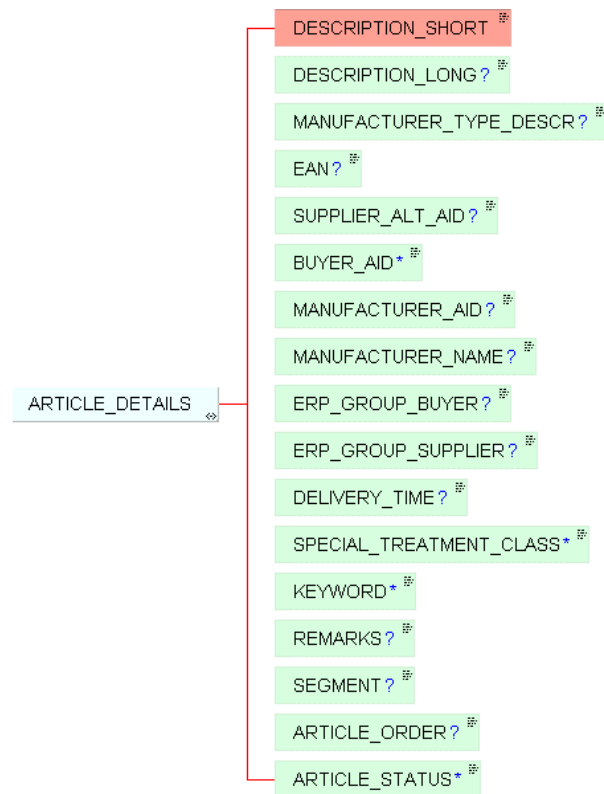 DESCRIPTION_SHORT
DESCRIPTION_LONG?
MANUFACTURER_TYPE_DESCR?
EAN?
SUPPLIER_ALT_AID?
BUYER_AID*
MANUFACTURER_AID?
MANUFACTURER_NAME?
ARTICLE_DETAILS
ERP_GROUP_BUYER?
ERP_GROUP_SUPPLIER?
DELIVERY_TIME?
SPECIAL_TREATMENT_CLASS*
KEYWORD*
REMARKS?
SEGMENT?
ARTICLE_ORDER?
ARTICLE_STATUS*